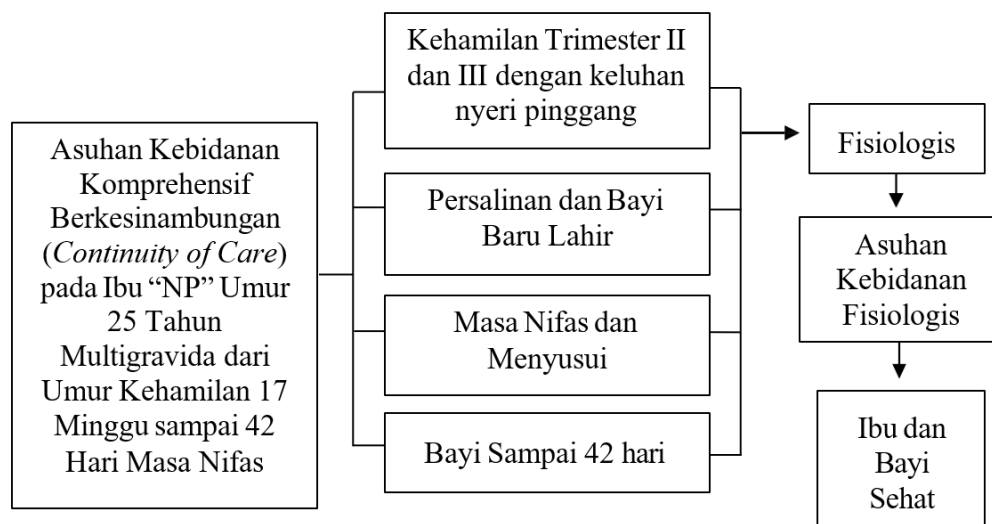 Asuhan Kebidanan
Komprehensif
Berkesinambungan
(Continuity of Care)
pada Ibu “NP” Umur
25 Tahun
Multigravida dari
Umur Kehamilan 17
Minggu sampai 42
Hari Masa Nifas
Kehamilan Trimester II
dan III dengan keluhan
nyeri pinggang
Persalinan dan Bayi
Baru Lahir
Masa Nifas dan
Menyusui
Bayi Sampai 42 hari
Fisiologis
Asuhan
Kebidanan
Fisiologis
Ibu dan
Bayi
Sehat